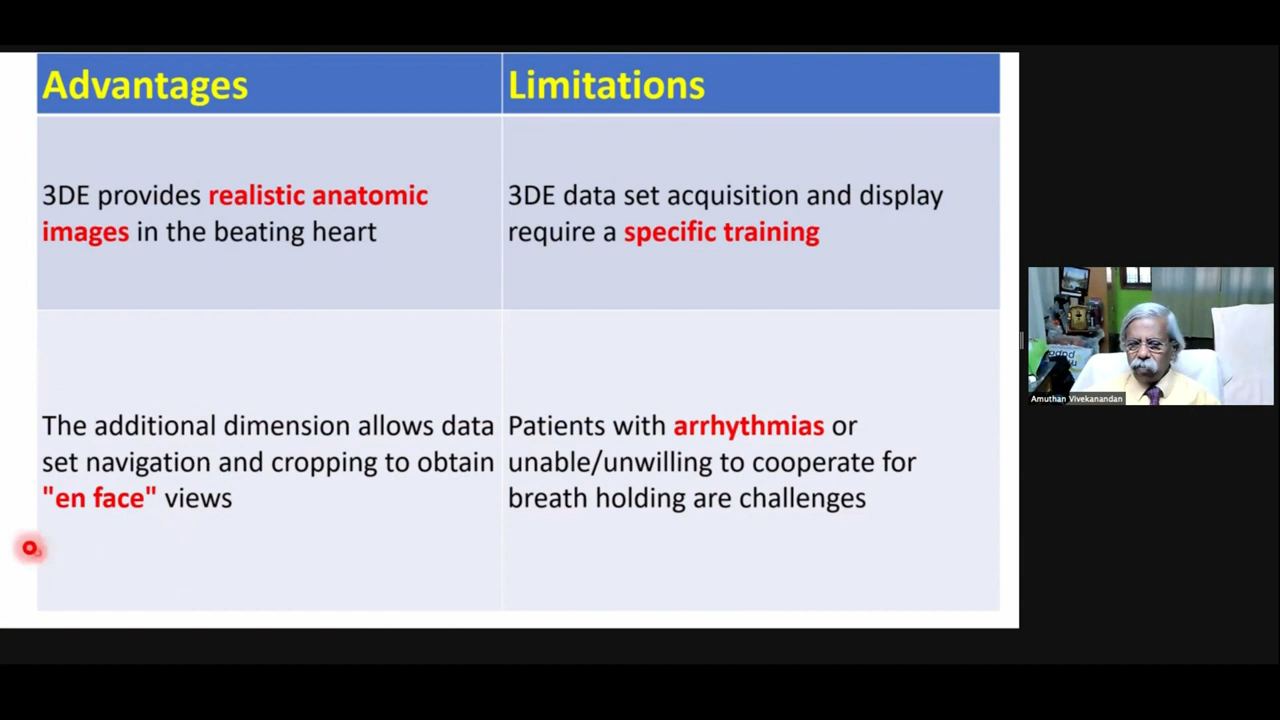 Advantages
Limitations
3DE provides realistic anatomic
images in the beating heart
3DE data set acquisition and display
require a specific training
The additional dimension allows data
set navigation and cropping to obtain
"en face" views
Patients with arrhythmias or
unable/unwilling to cooperate for
breath holding are challenges
Amuthan Vivekanandan